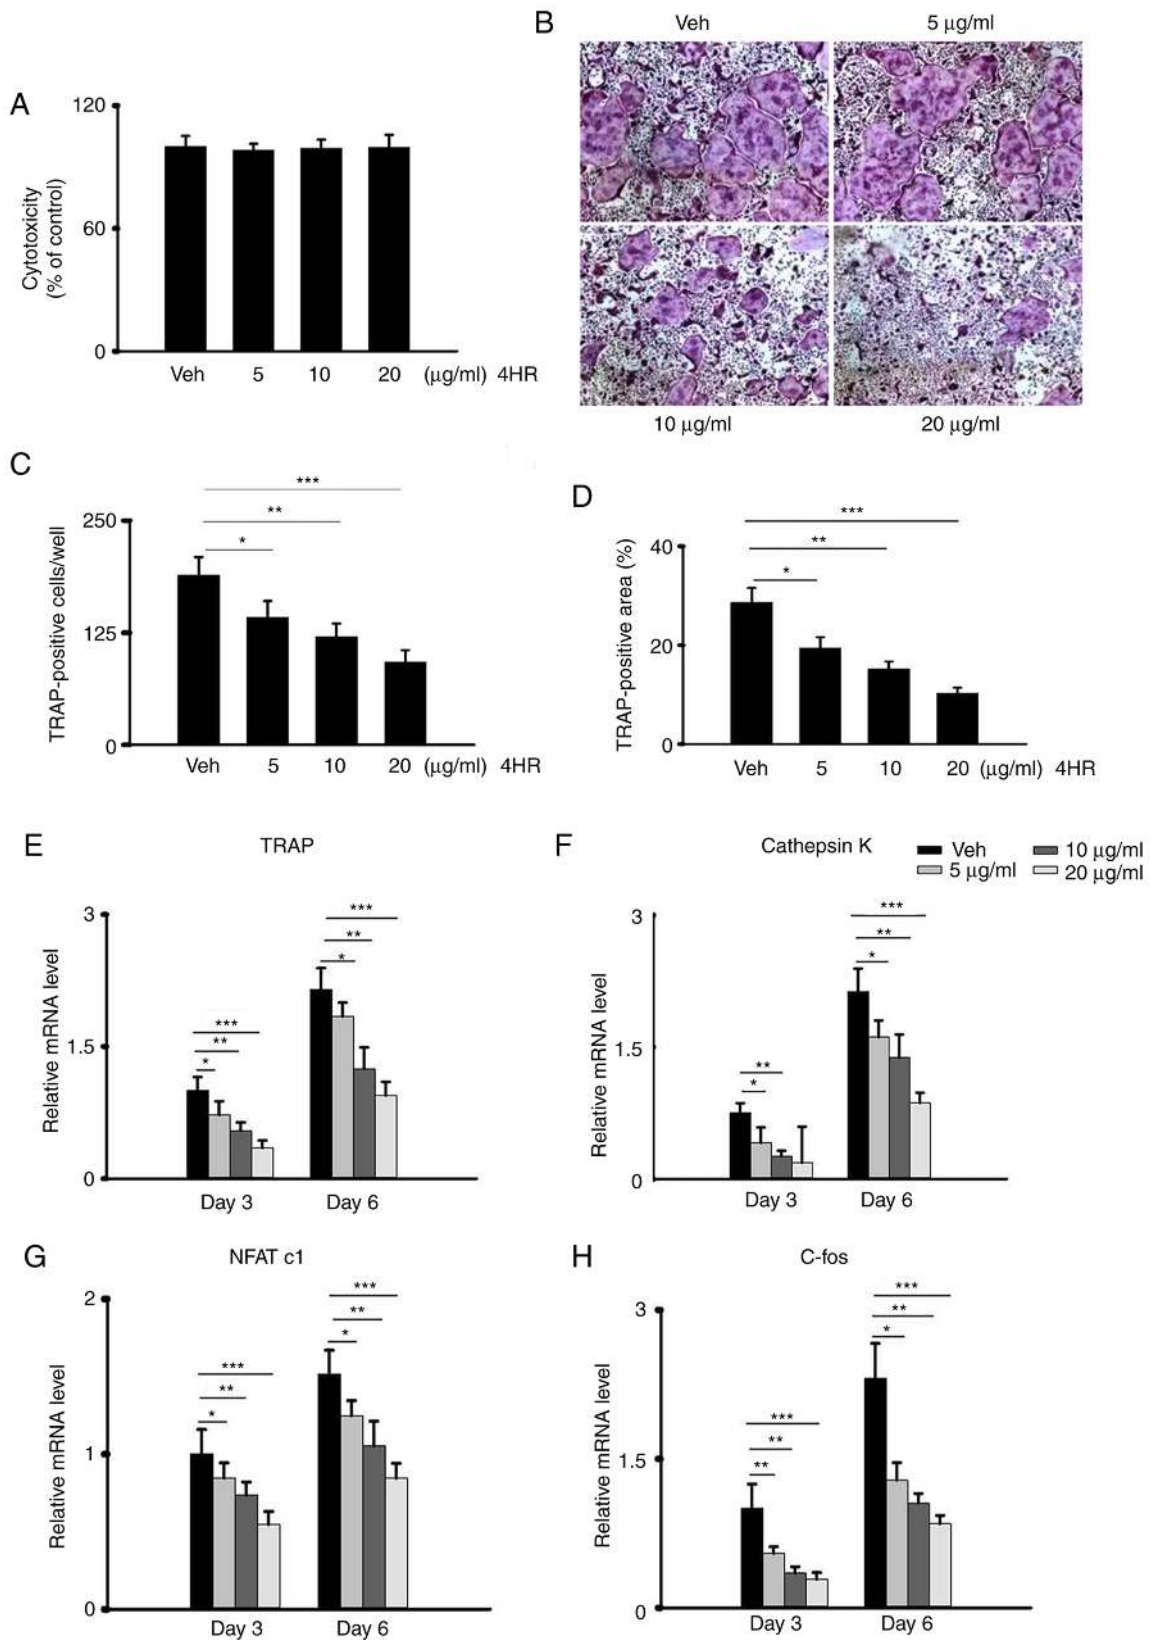 A
120
60
0
Cytotoxicity
(% of control)
Veh 5 10 20 (μg/ml) 4HR
B
Veh 5 μg/ml
10 μg/ml 20 μg/ml
C
***
**
*
250
125
0
TRAP-positive cells/well
Veh 5 10 20 (μg/ml) 4HR
D
***
**
*
40
20
0
TRAP-positive area (%)
Veh 5 10 20 (μg/ml) 4HR
E
TRAP
3
1.5
0
Relative mRNA level
***
**
*
***
**
*
Day 3 Day 6
F
Cathepsin K
Veh 10 μg/ml
5 μg/ml 20 μg/ml
3
1.5
0
Relative mRNA level
**
*
***
**
*
Day 3 Day 6
G
NFAT c1
2
1
0
Relative mRNA level
***
**
*
***
**
*
Day 3 Day 6
H
C-fos
3
1.5
0
Relative mRNA level
***
**
**
***
**
*
Day 3 Day 6